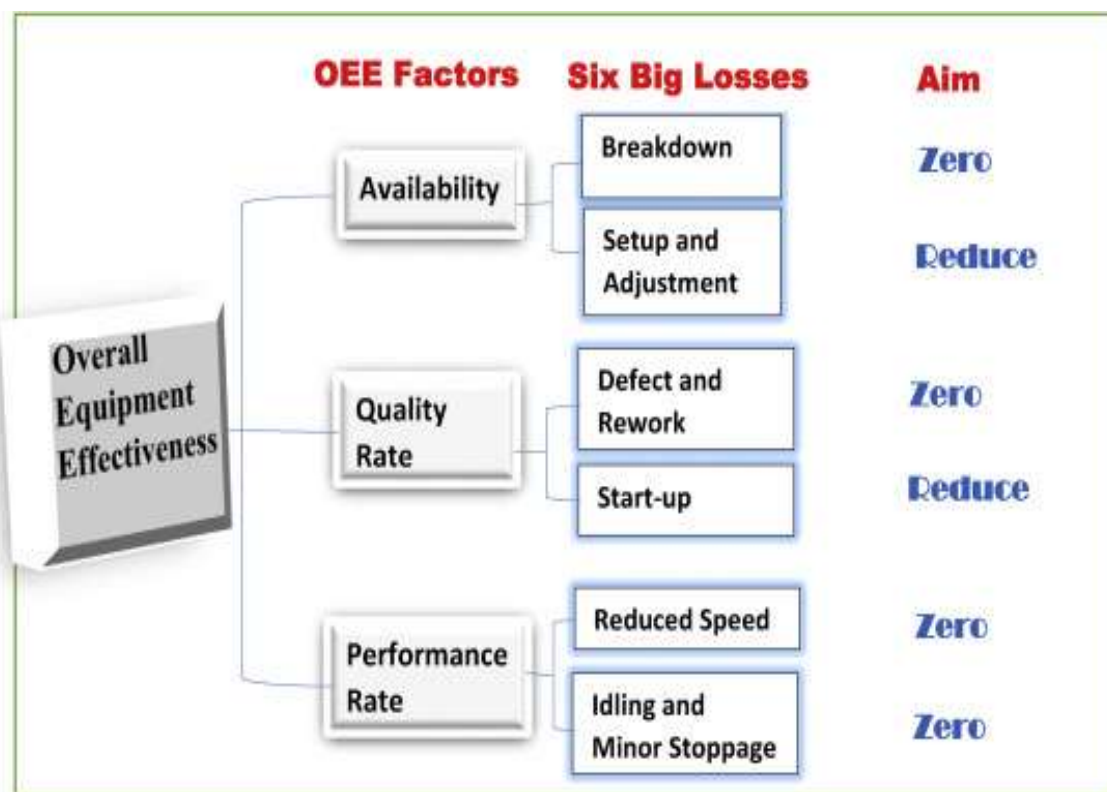 OEE Factors
Six Big Losses
Aim
Overall
Equipment
Effectiveness
Availability
Breakdown
Zero
Setup and
Adjustment
Reduce
Quality
Rate
Defect and
Rework
Zero
Start-up
Reduce
Performance
Rate
Reduced Speed
Zero
Idling and
Minor Stoppage
Zero